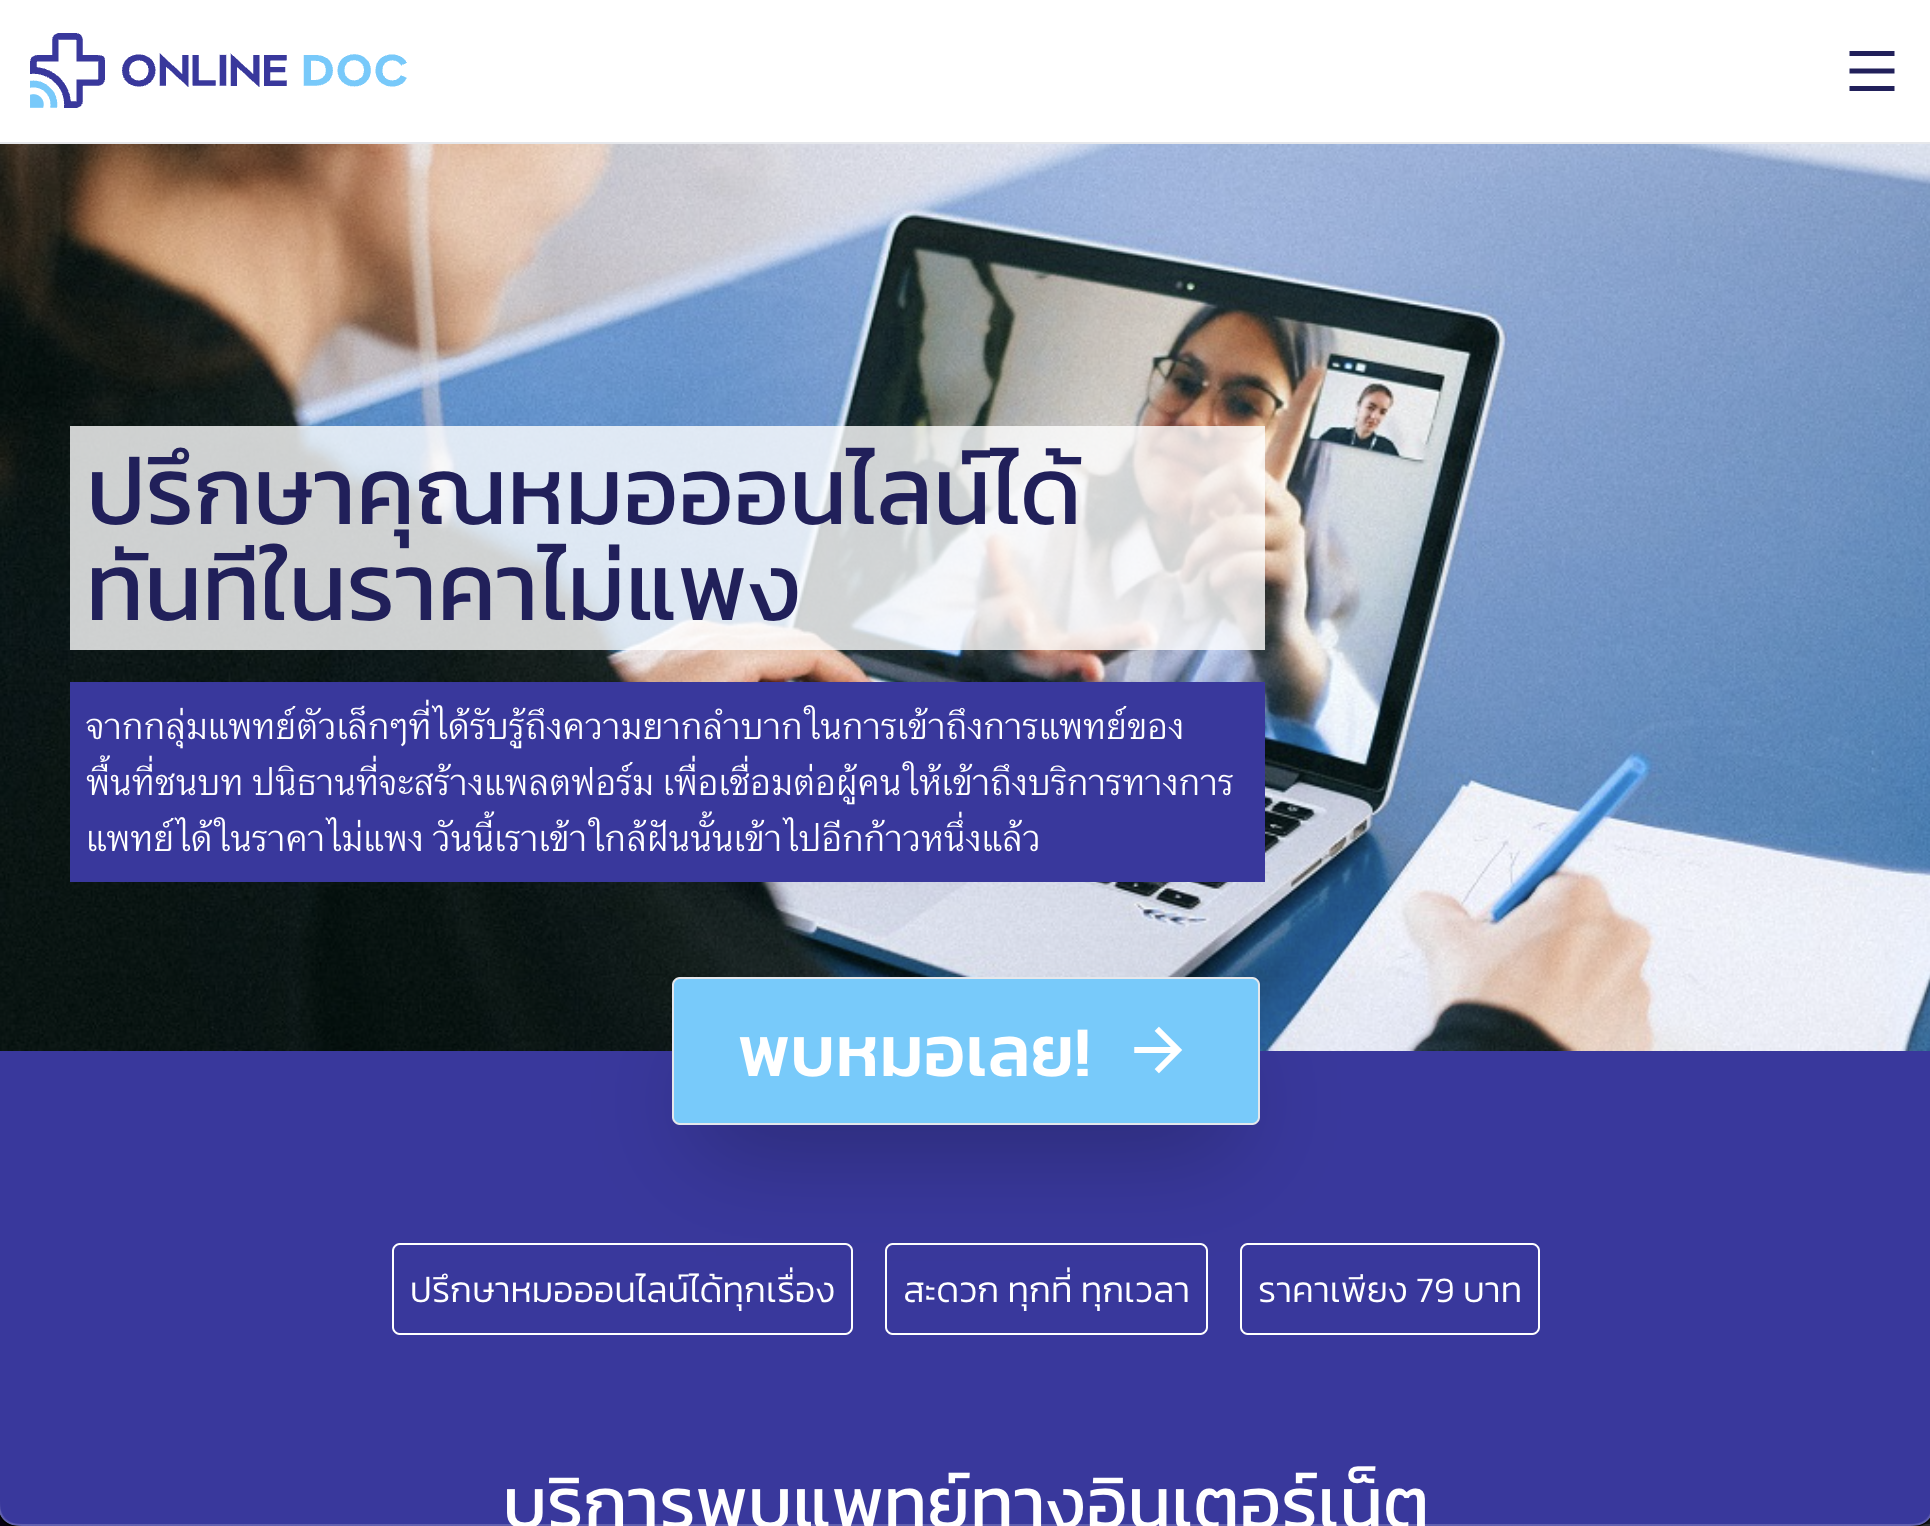 ONLINE DOC
ปรึกษาคุณหมอออนไลน์ได้
ทันทีในราคาไม่แพง
จากกลุ่มแพทย์ตัวเล็กๆที่ได้รับรู้ถึงความยากลำบากในการเข้าถึงการแพทย์ของ
พื้นที่ชนบท ปนิธานที่จะสร้างแพลตฟอร์ม เพื่อเชื่อมต่อผู้คนให้เข้าถึงบริการทางการ
แพทย์ได้ในราคาไม่แพง วันนี้เราเข้าใกล้ฝันนั้นเข้าไปอีกก้าวหนึ่งแล้ว
พบหมอเลย!
ปรึกษาหมอออนไลน์ได้ทุกเรื่อง
สะดวก ทุกที่ ทุกเวลา
ราคาเพียง 79 บาท
บริการพบแพทย์ทางอินเตอร์เน็ต